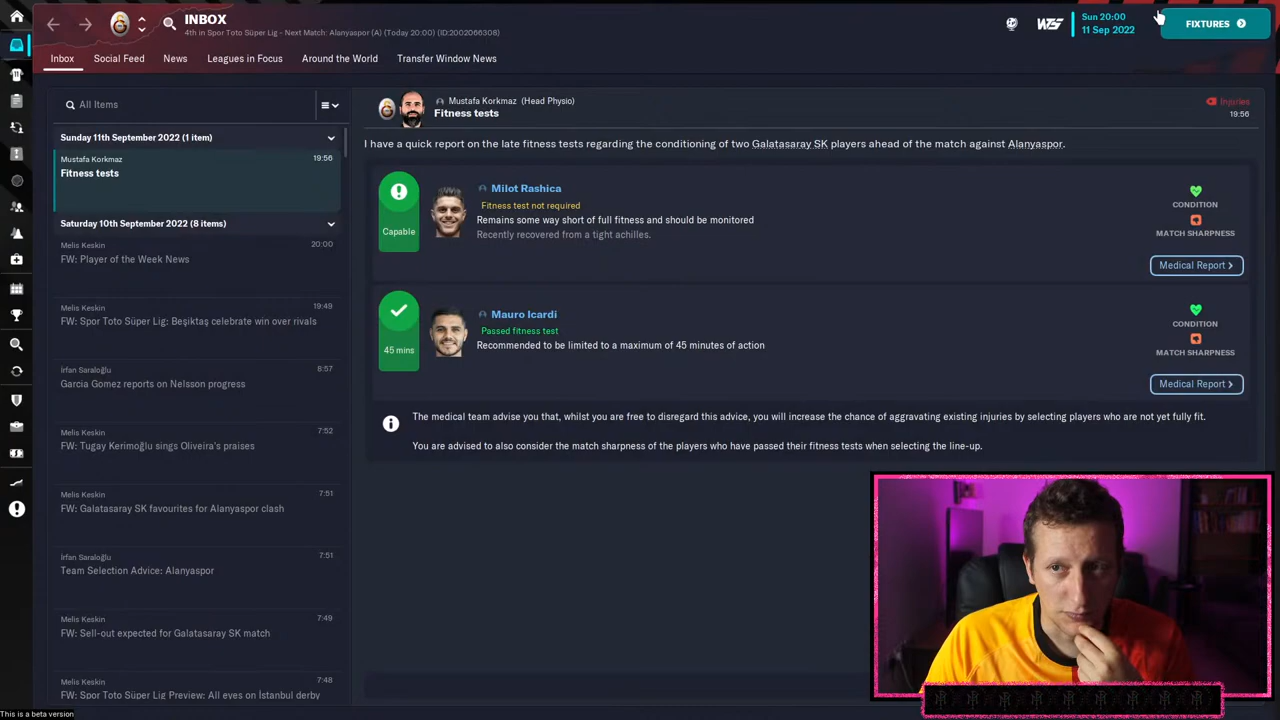 INBOX
4th in Spor Toto Süper Lig - Next Match: Alanyaspor (A) (Today 20:00) (ID:2002066308)
Sun 20:00
11 Sep 2022
FIXTURES
Inbox
Social Feed
News
Leagues in Focus
Around the World
Transfer Window News
All Items
Sunday 11th September 2022 (1 item)
Mustafa Korkmaz
19:56
Fitness tests
Saturday 10th September 2022 (8 items)
Melis Keskin
20:00
FW: Player of the Week News
Melis Keskin
19:49
FW: Spor Toto Süper Lig: Beşiktaş celebrate win over rivals
İrfan Saraloğlu
8:57
Garcia Gomez reports on Nelsson progress
Melis Keskin
7:52
FW: Tugay Kerimoğlu sings Oliveira's praises
Melis Keskin
7:51
FW: Galatasaray SK favourites for Alanyaspor clash
İrfan Saraloğlu
7:51
Team Selection Advice: Alanyaspor
Melis Keskin
7:49
FW: Sell-out expected for Galatasaray SK match
Melis Keskin
7:48
FW: Spor Toto Süper Lig Preview: All eyes on İstanbul derby
Mustafa Korkmaz (Head Physio)
Fitness tests
Injuries
19:56
I have a quick report on the late fitness tests regarding the conditioning of two Galatasaray SK players ahead of the match against Alanyaspor.
Capable
Milot Rashica
Fitness test not required
Remains some way short of full fitness and should be monitored
Recently recovered from a tight achilles.
CONDITION
MATCH SHARPNESS
Medical Report
45 mins
Mauro Icardi
Passed fitness test
Recommended to be limited to a maximum of 45 minutes of action
CONDITION
MATCH SHARPNESS
Medical Report
The medical team advise you that, whilst you are free to disregard this advice, you will increase the chance of aggravating existing injuries by selecting players who are not yet fully fit.
You are advised to also consider the match sharpness of the players who have passed their fitness tests when selecting the line-up.
This is a beta version